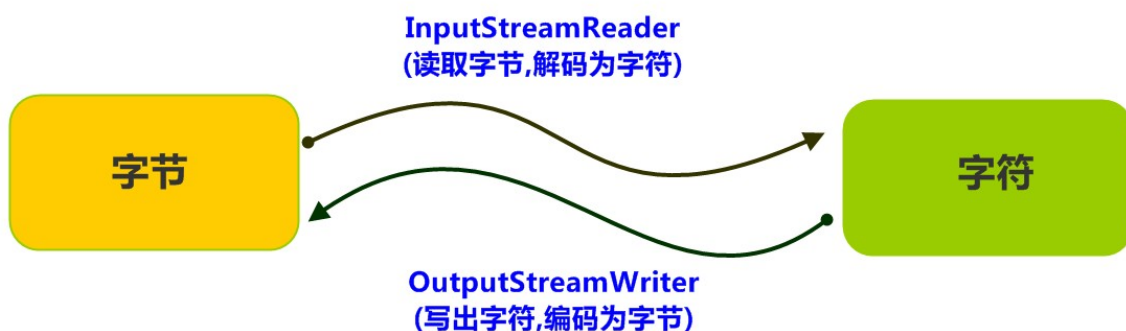 InputStreamReader
(读取字节,解码为字符)
字节
字符
OutputStreamWriter
(写出字符,编码为字节)